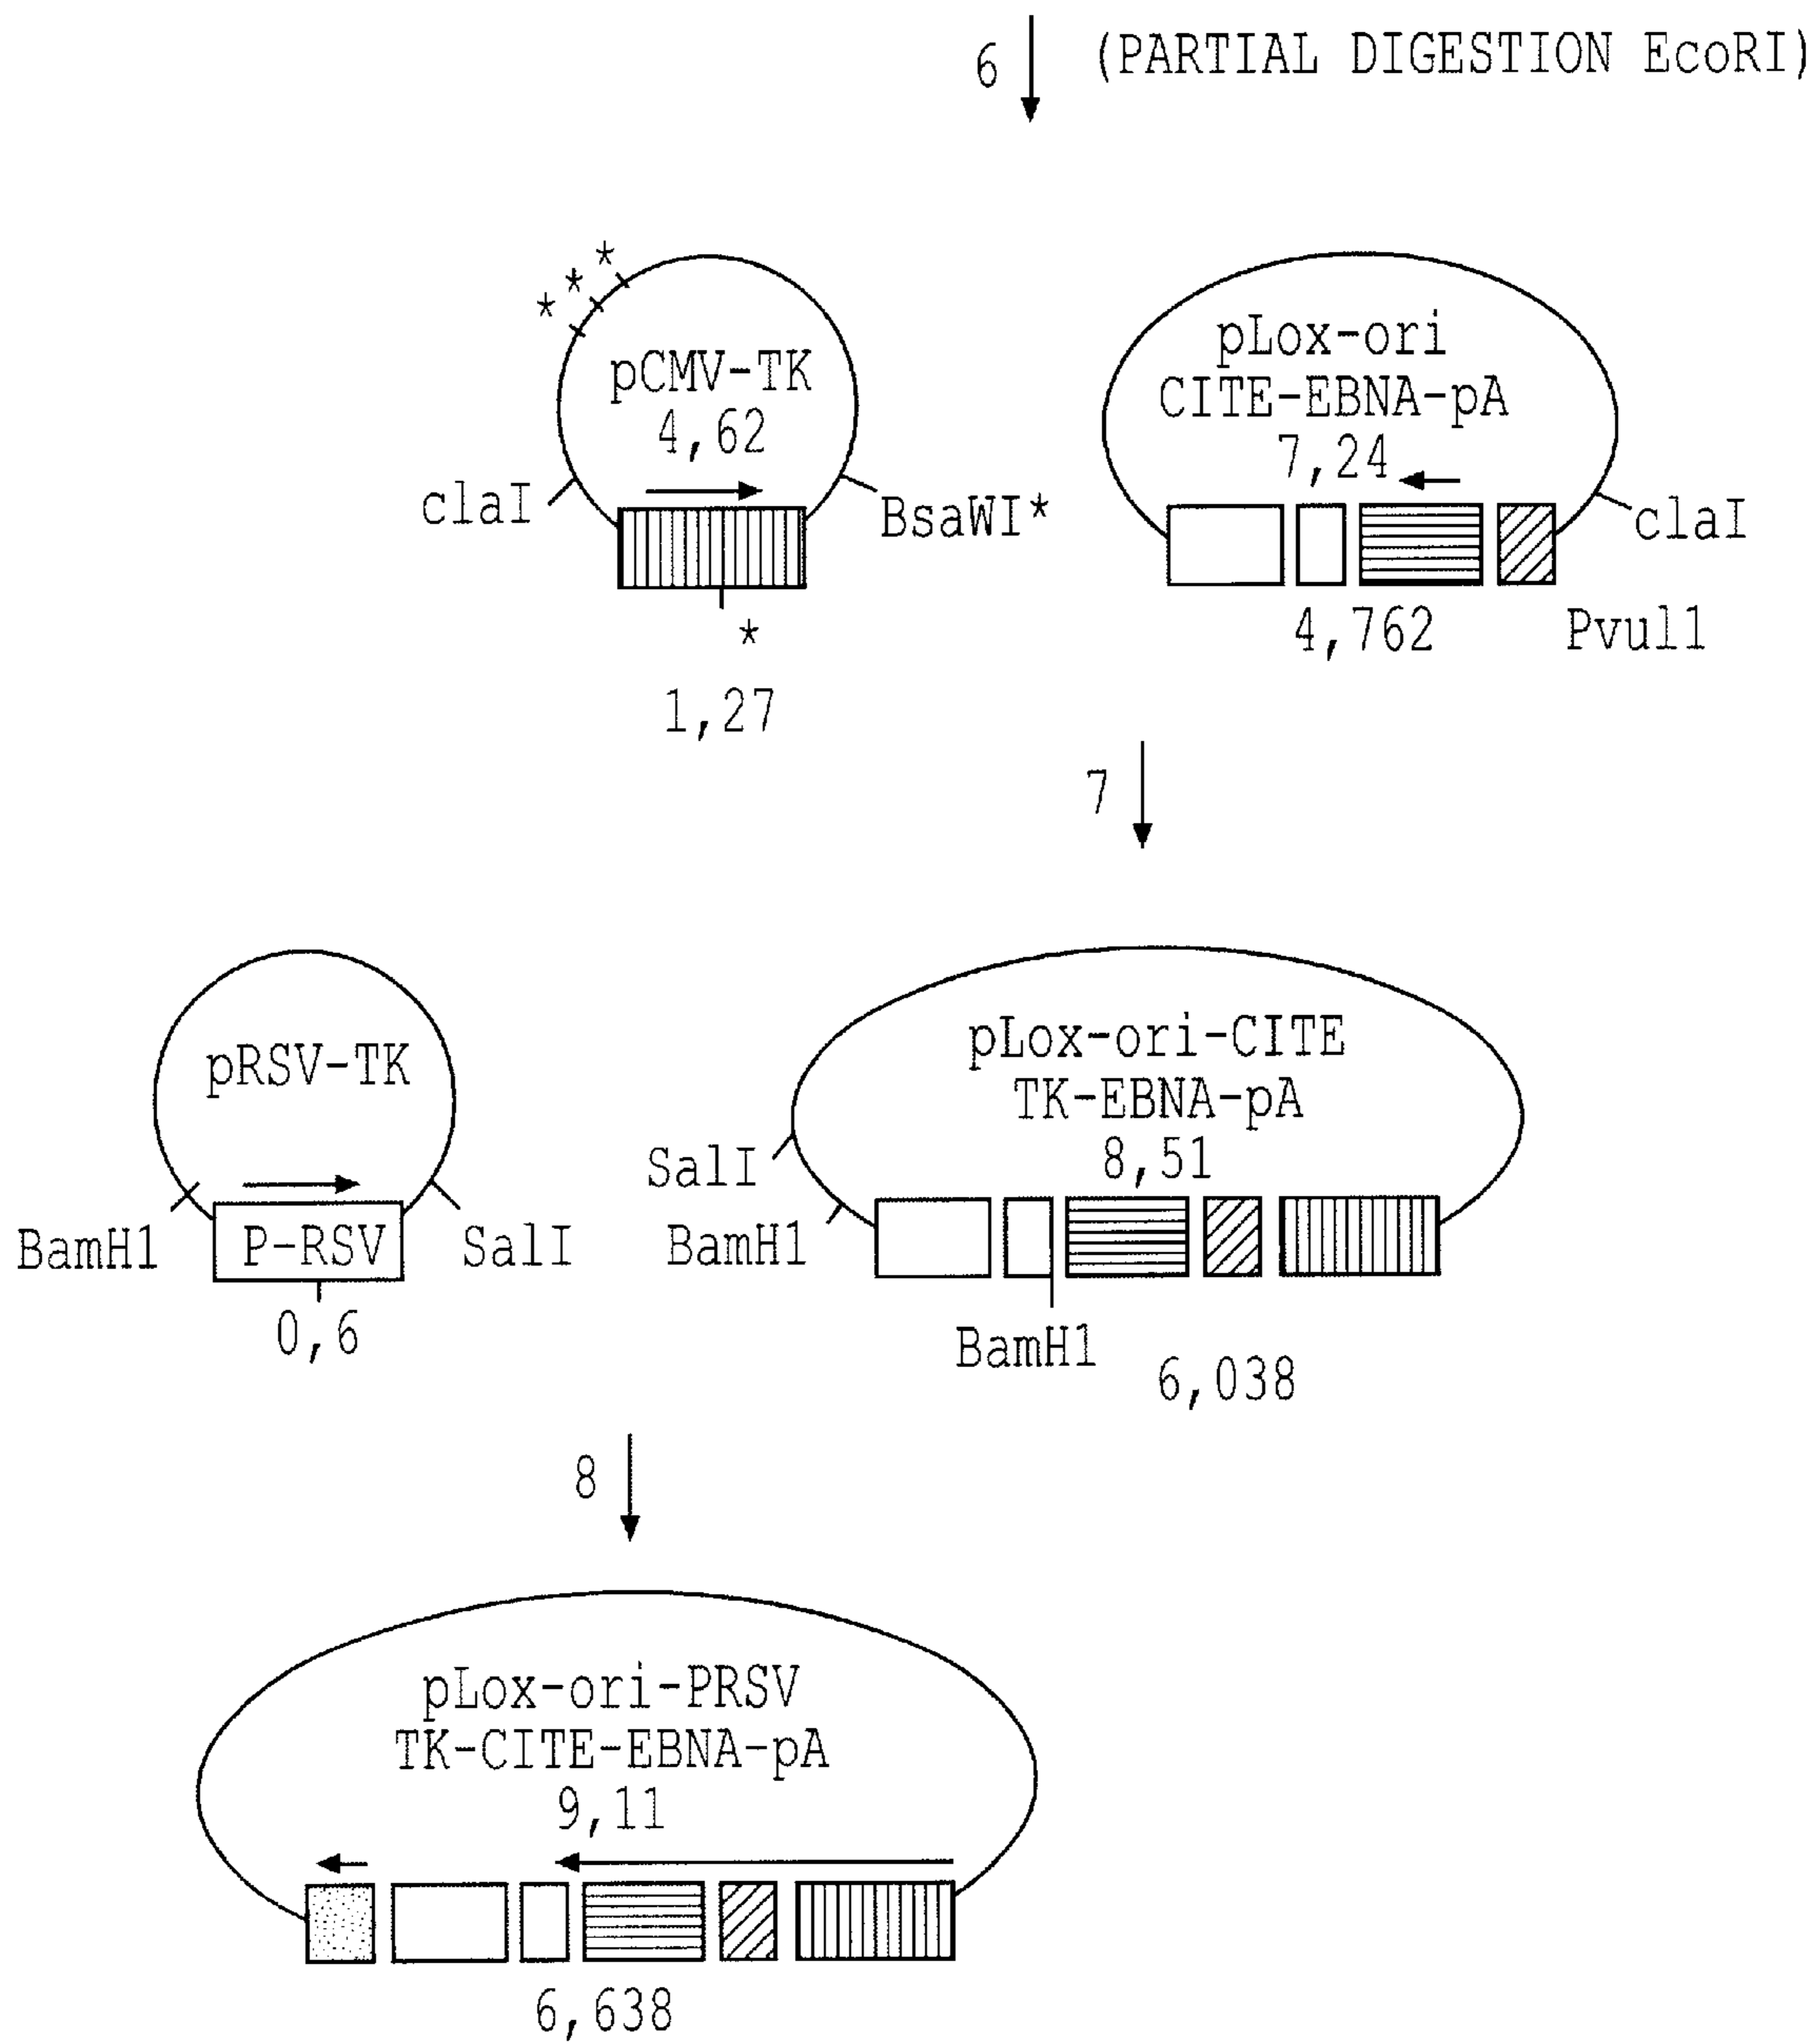 6 (PARTIAL DIGESTION EcoRI)
* * *
pCMV-TK
4,62
claI
BsaWI*
*
1,27
pLox-ori
CITE-EBNA-pA
7,24
claI
4,762
Pvul1
7
pRSV-TK
BamH1
P-RSV
SalI
0,6
pLox-ori-CITE
TK-EBNA-pA
8,51
SalI
BamH1
BamH1
6,038
8
pLox-ori-PRSV
TK-CITE-EBNA-pA
9,11
6,638